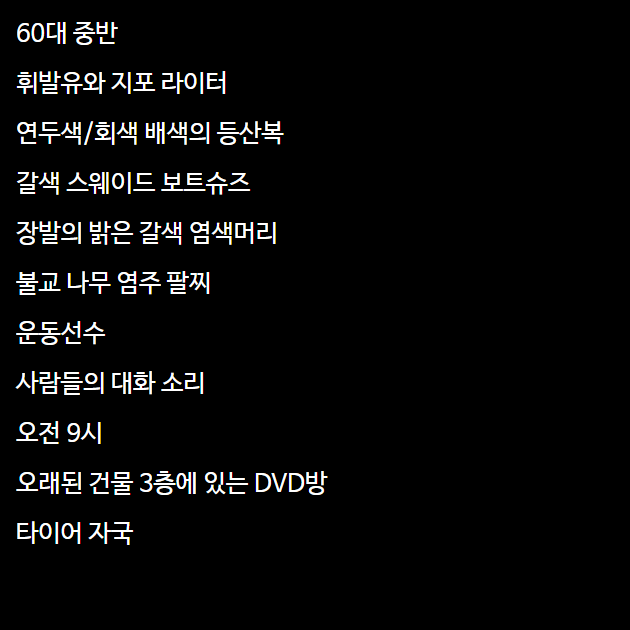 60대 중반
휘발유와 지포 라이터
연두색/회색 배색의 등산복
갈색 스웨이드 보트슈즈
장발의 밝은 갈색 염색머리
불교 나무 염주 팔찌
운동선수
사람들의 대화 소리
오전 9시
오래된 건물 3층에 있는 DVD방
타이어 자국